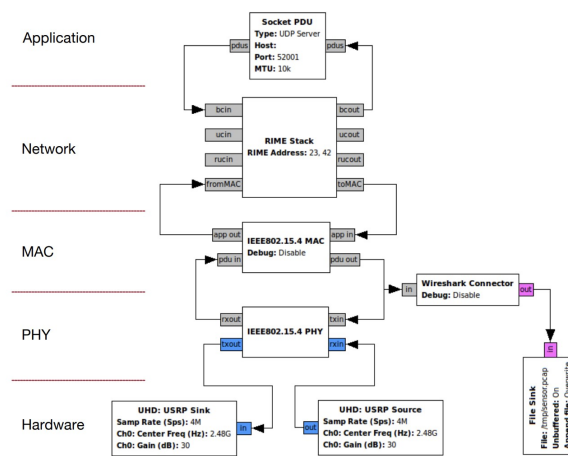 Application
Socket PDU
Type: UDP Server
Host:
Port: 52001
MTU: 10k
pdus
pdus
Network
RIME Stack
RIME Address: 23, 42
bcin
ucin
rucin
fromMAC
bcout
ucout
rucout
toMAC
MAC
IEEE802.15.4 MAC
Debug: Disable
app out
pdu in
app in
pdu out
Wireshark Connector
Debug: Disable
in
out
PHY
IEEE802.15.4 PHY
rxout
txout
txin
rxin
in
File Sink
File: /tmp/sensor.pcap
Unbuffered: On
Append file: Overwrite
Hardware
UHD: USRP Sink
Samp Rate (Sps): 4M
Ch0: Center Freq (Hz): 2.48G
Ch0: Gain (dB): 30
in
out
UHD: USRP Source
Samp Rate (Sps): 4M
Ch0: Center Freq (Hz): 2.48G
Ch0: Gain (dB): 30